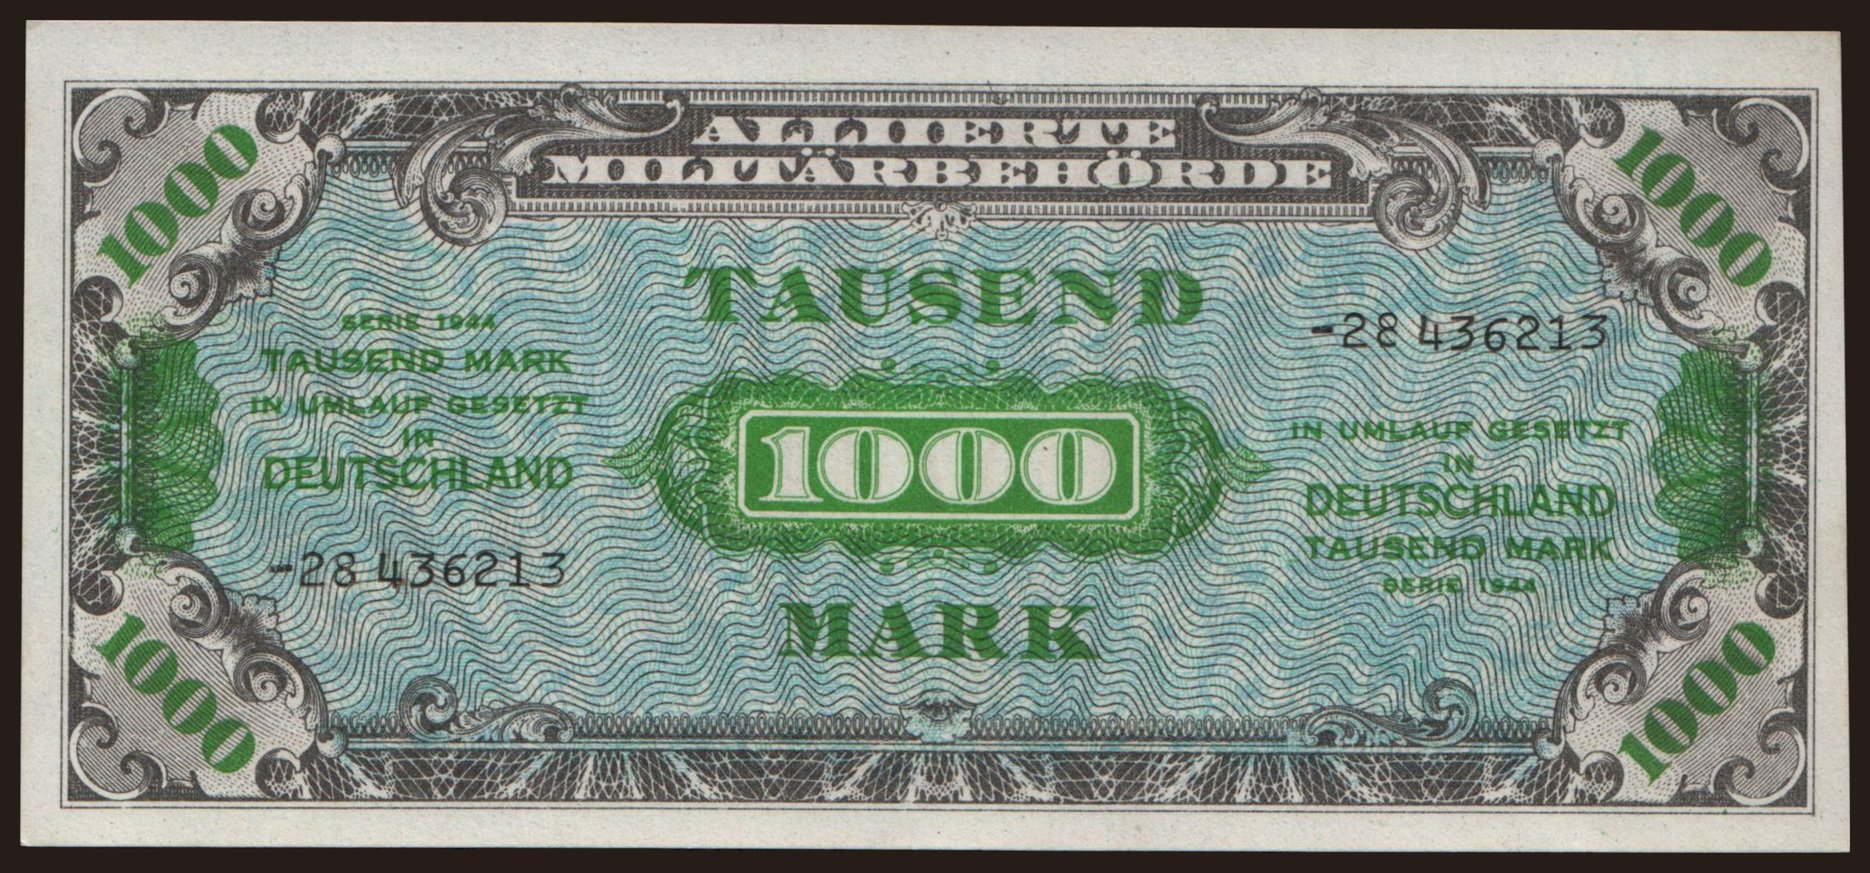 1000
ALLIIERTE
MILITÄRBEHÖRDE
1000
TAUSEND
SERIE 1944
TAUSEND MARK
IN UMLAUF GESETZT
IN
DEUTSCHLAND
-28436213
1000
-28436213
IN UMLAUF GESETZT
IN
DEUTSCHLAND
TAUSEND MARK
SERIE 1944
MARK
1000
1000